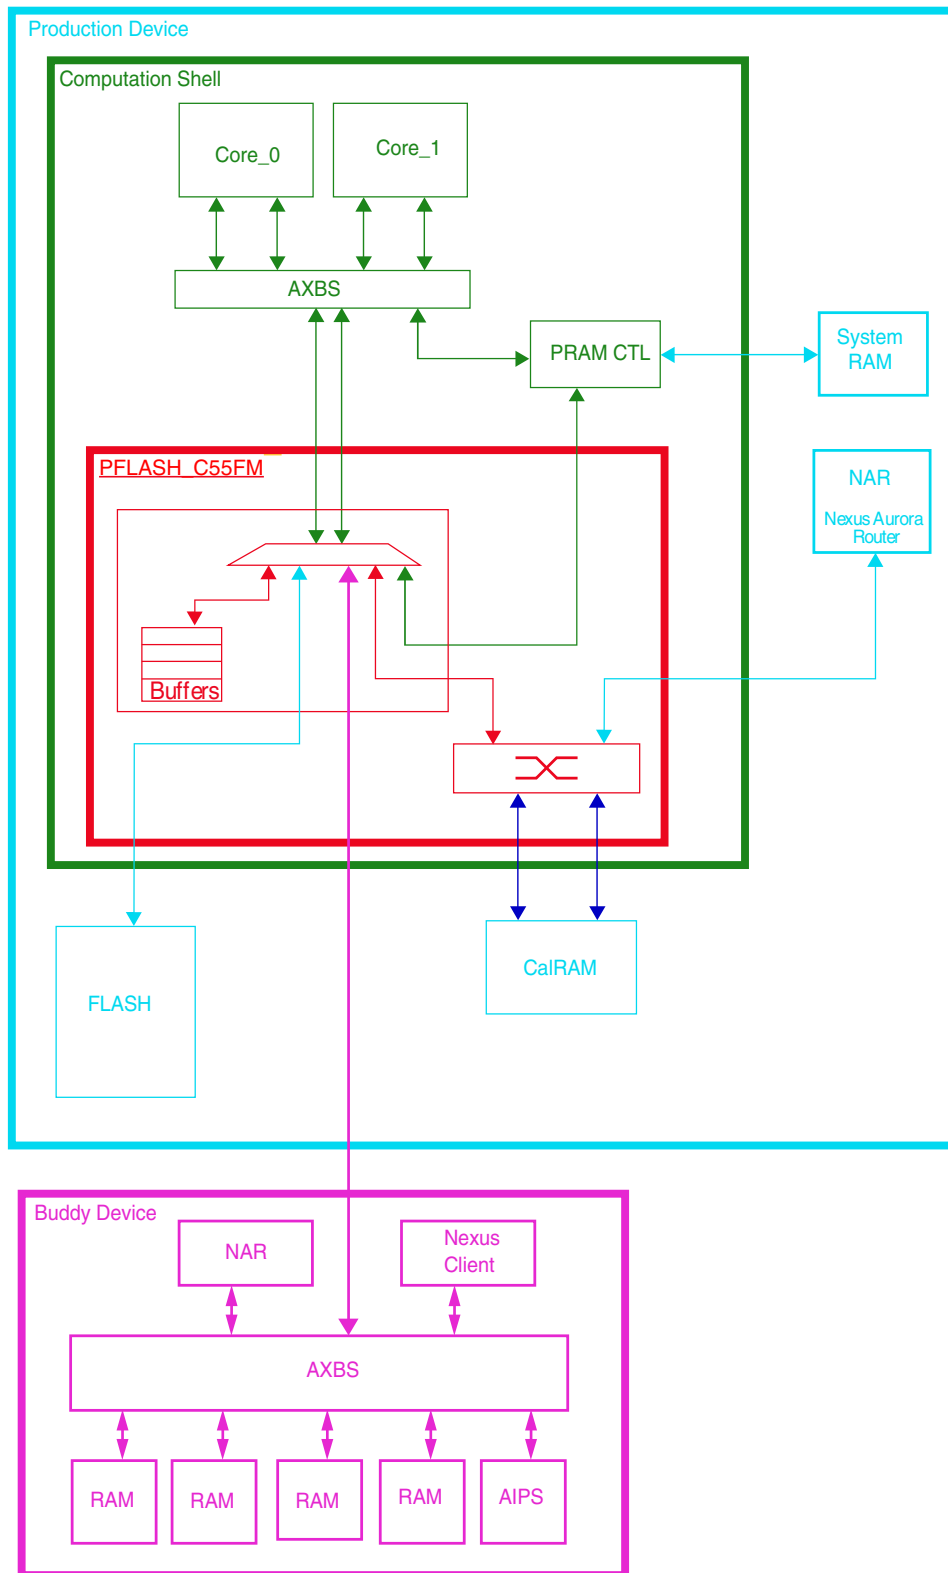 Production Device
Computation Shell
Core_0
Core_1
AXBS
PRAM CTL
System
RAM
PFLASH_C55FM
NAR
Nexus Aurora
Router
Buffers
CalRAM
FLASH
Buddy Device
NAR
Nexus
Client
AXBS
RAM
RAM
RAM
RAM
AIPS